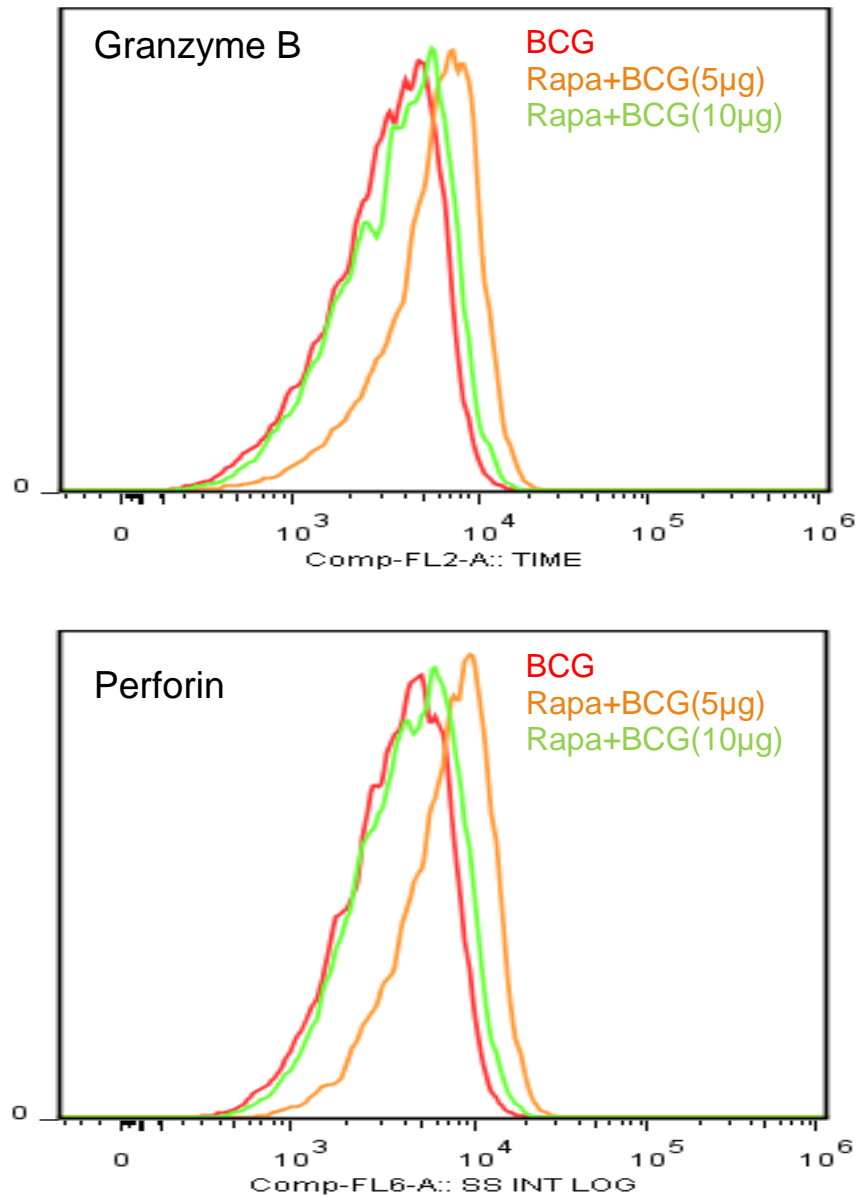 Granzyme B
BCG
Rapa+BCG(5µg)
Rapa+BCG(10µg)
0
0 10³ 10⁴ 10⁵ 10⁶
Comp-FL2-A:: TIME
Perforin
BCG
Rapa+BCG(5µg)
Rapa+BCG(10µg)
0
0 10³ 10⁴ 10⁵ 10⁶
Comp-FL6-A:: SS INT LOG